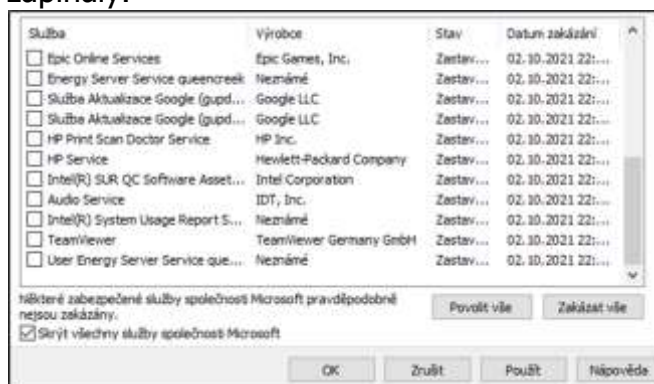 Služba Výrobce Stav Datum zakázání
Epic Online Services Epic Games, Inc. Zastav... 02.10.2021 22:...
Energy Server Service queencreek Neznámé Zastav... 02.10.2021 22:...
Služba Aktualizace Google (gupd... Google LLC Zastav... 02.10.2021 22:...
Služba Aktualizace Google (gupd... Google LLC Zastav... 02.10.2021 22:...
HP Print Scan Doctor Service HP Inc. Zastav... 02.10.2021 22:...
HP Service Hewlett-Packard Company Zastav... 02.10.2021 22:...
Intel(R) SUR QC Software Asset... Intel Corporation Zastav... 02.10.2021 22:...
Audio Service IDT, Inc. Zastav... 02.10.2021 22:...
Intel(R) System Usage Report S... Neznámé Zastav... 02.10.2021 22:...
TeamViewer TeamViewer Germany GmbH Zastav... 02.10.2021 22:...
User Energy Server Service que... Neznámé Zastav... 02.10.2021 22:...
Některé zabezpečené služby společnosti Microsoft pravděpodobně
nejsou zakázány.
Povolit vše Zakázat vše
Skrýt všechny služby společnosti Microsoft
OK Zrušit Použít Nápověda